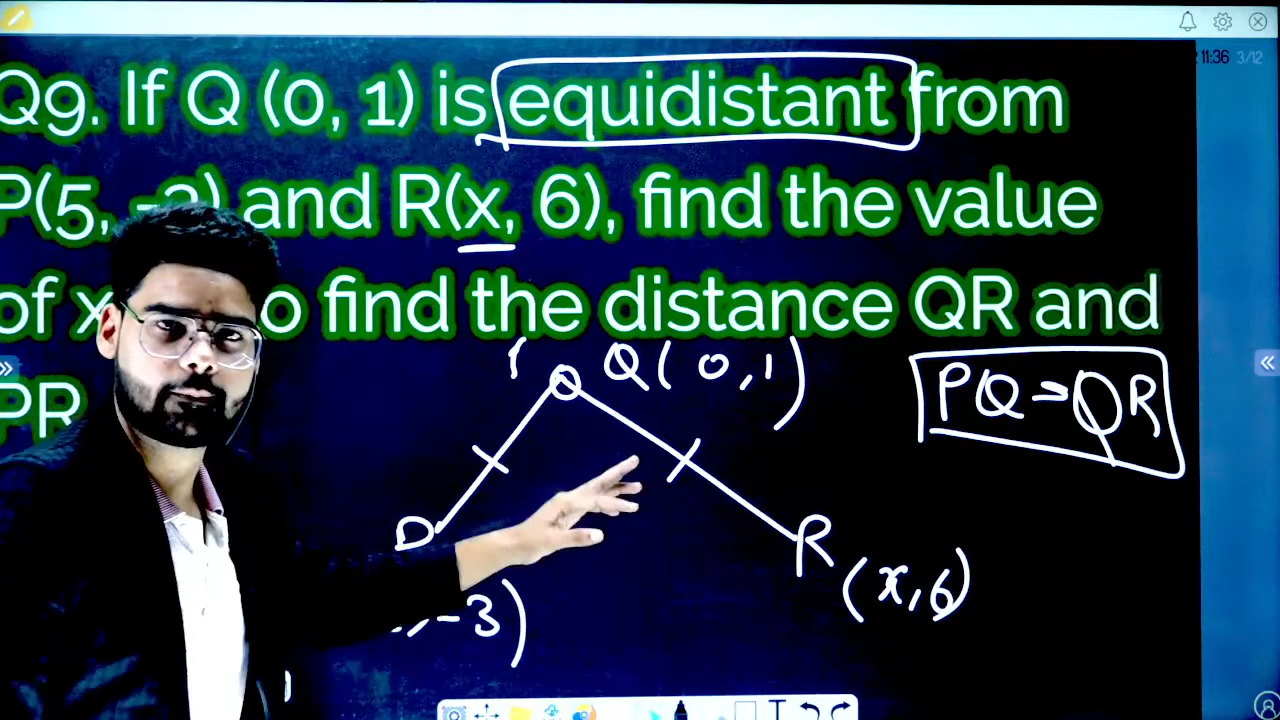 11:36 3/12
Q9. If Q (0, 1) is equidistant from
P(5, -3) and R(x, 6), find the value
of x. find the distance QR and
PR
Q(0,1)
PQ=QR
R
(x,6)
-3)